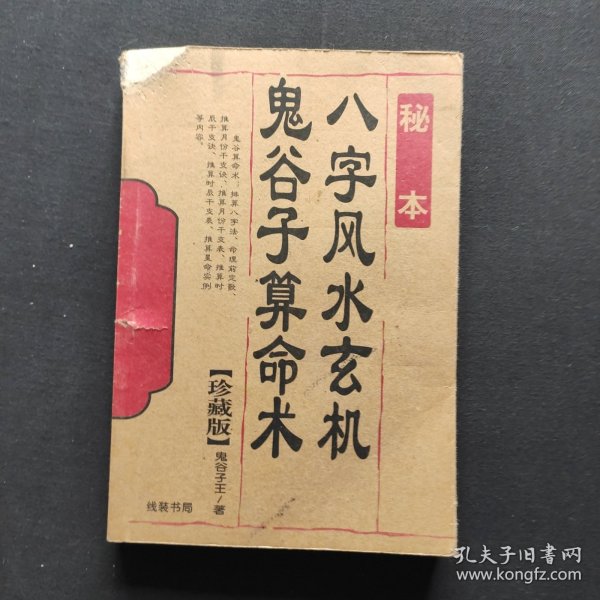 秘本
八字风水玄机
鬼谷子算命术
【珍藏版】
鬼谷子王/著
鬼谷算命术、排算八字法、命理前定数、
推算月份干支诀、推算月份干支表、推算时
辰干支诀、推算时辰干支表、推算星命实例
等内容。
线装书局
孔夫子旧书网
www.kongfz.com